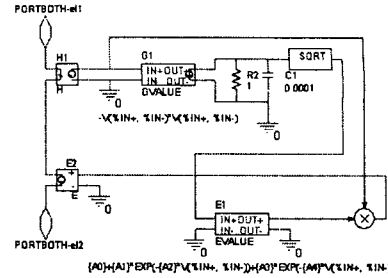 PORTBOTH-el1
H1
H
G1
IN+OUT+
IN- OUT-
GVALUE
-V(%IN+, %IN-)*V(%IN+, %IN-)
R2
1
C1
0.0001
SQRT
0
0
0
E2
E
0
PORTBOTH-el2
E1
IN+OUT+
IN- OUT-
EVALUE
0
0
{A0}+{A1}*EXP(-{A2}*V(%IN+, %IN-))+{A3}*EXP(-{A4}*V(%IN+, %IN-